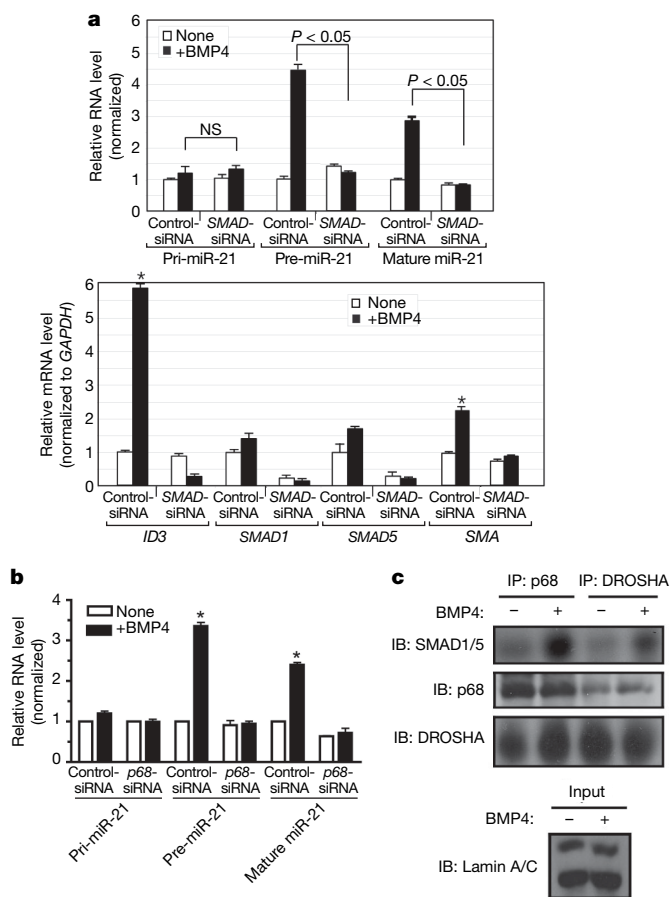 a
None
+BMP4
Relative RNA level
(normalized)
6
5
4
3
2
1
0
NS
P < 0.05
P < 0.05
Control-
siRNA
SMAD-
siRNA
Control-
siRNA
SMAD-
siRNA
Control-
siRNA
SMAD-
siRNA
Pri-miR-21
Pre-miR-21
Mature miR-21
None
+BMP4
Relative mRNA level
(normalized to GAPDH)
6
5
4
3
2
1
0
*
*
Control-
siRNA
SMAD-
siRNA
Control-
siRNA
SMAD-
siRNA
Control-
siRNA
SMAD-
siRNA
Control-
siRNA
SMAD-
siRNA
ID3
SMAD1
SMAD5
SMA
b
None
+BMP4
Relative RNA level
(normalized)
4
3
2
1
0
*
*
Control-
siRNA
p68-
siRNA
Control-
siRNA
p68-
siRNA
Control-
siRNA
p68-
siRNA
Pri-miR-21
Pre-miR-21
Mature miR-21
c
IP: p68 IP: DROSHA
BMP4: – + – +
IB: SMAD1/5
IB: p68
IB: DROSHA
Input
BMP4: – +
IB: Lamin A/C